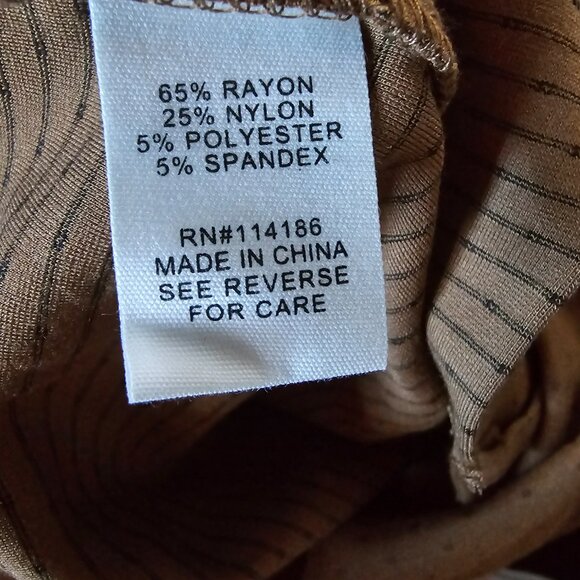 65% RAYON
25% NYLON
5% POLYESTER
5% SPANDEX
RN#114186
MADE IN CHINA
SEE REVERSE
FOR CARE